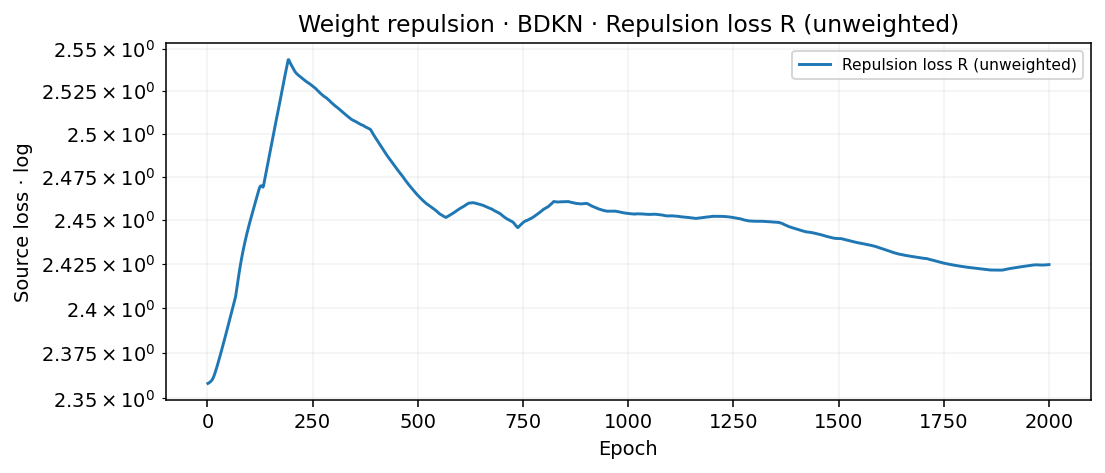 Weight repulsion · BDKN · Repulsion loss R (unweighted)
Repulsion loss R (unweighted)
Source loss · log
2.55 × 10⁰
2.525 × 10⁰
2.5 × 10⁰
2.475 × 10⁰
2.45 × 10⁰
2.425 × 10⁰
2.4 × 10⁰
2.375 × 10⁰
2.35 × 10⁰
0 250 500 750 1000 1250 1500 1750 2000
Epoch